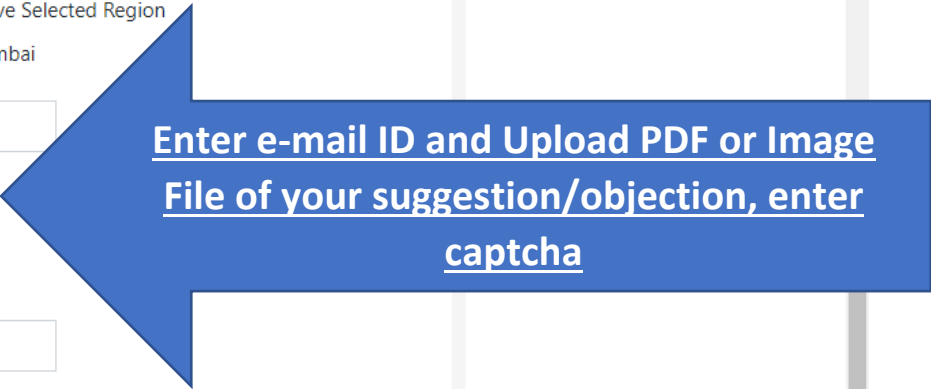 ve Selected Region
nbai
Enter e-mail ID and Upload PDF or Image
File of your suggestion/objection, enter
captcha